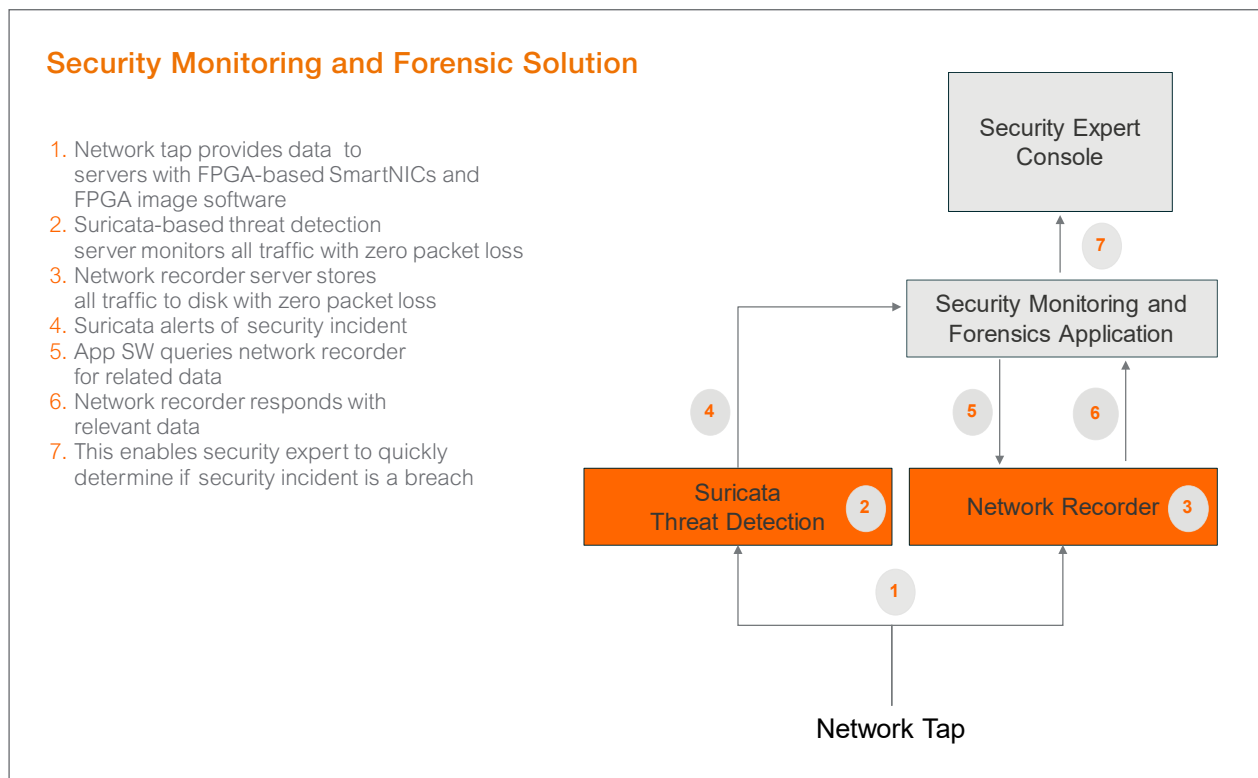 Security Monitoring and Forensic Solution
1. Network tap provides data to
servers with FPGA-based SmartNICs and
FPGA image software
2. Suricata-based threat detection
server monitors all traffic with zero packet loss
3. Network recorder server stores
all traffic to disk with zero packet loss
4. Suricata alerts of security incident
5. App SW queries network recorder
for related data
6. Network recorder responds with
relevant data
7. This enables security expert to quickly
determine if security incident is a breach
Security Expert
Console
7
Security Monitoring and
Forensics Application
4
5
6
Suricata
Threat Detection
2
Network Recorder
3
1
Network Tap